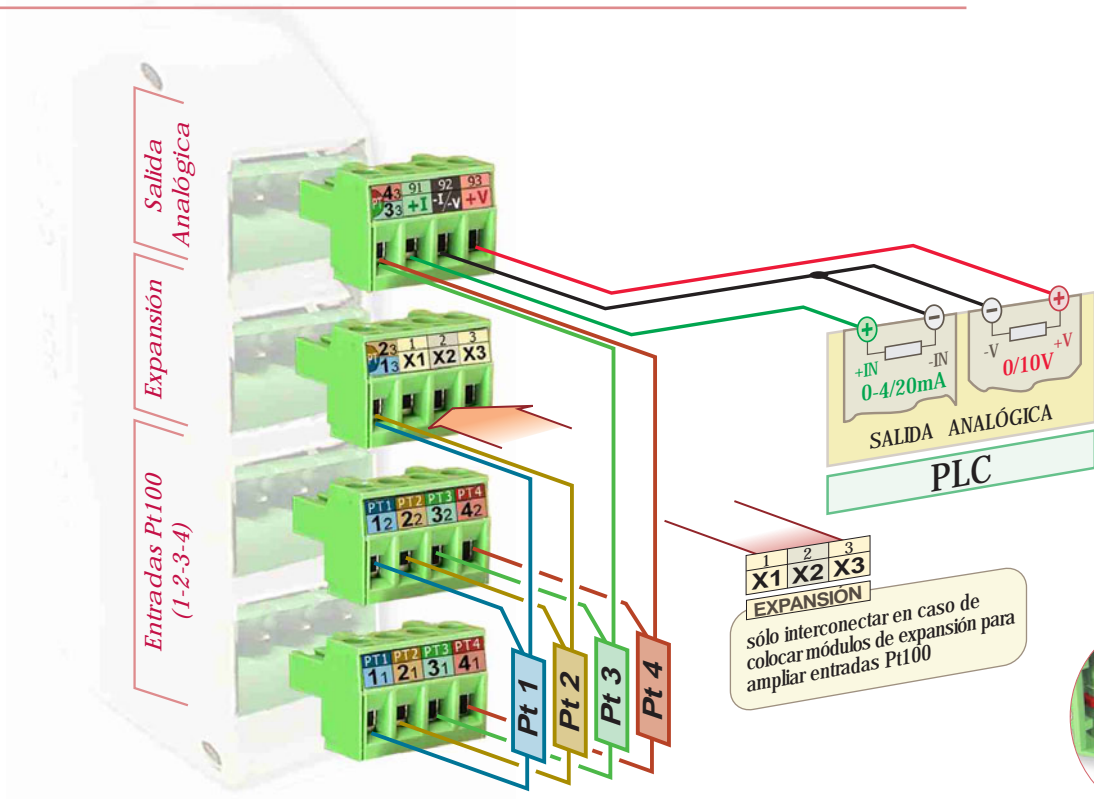 Salida
Analógica
Expansión
Entradas Pt100
(1-2-3-4)
PT 43 91 92 93
33 +I -I/-V +V
PT 23 1 2 3
13 X1 X2 X3
PT1 PT2 PT3 PT4
12 22 32 42
PT1 PT2 PT3 PT4
11 21 31 41
Pt 1
Pt 2
Pt 3
Pt 4
+ − − +
+IN -IN -V +V
0-4/20mA
0/10V
SALIDA ANALÓGICA
PLC
1 2 3
X1 X2 X3
EXPANSIÓN
sólo interconectar en caso de
colocar módulos de expansión para
ampliar entradas Pt100